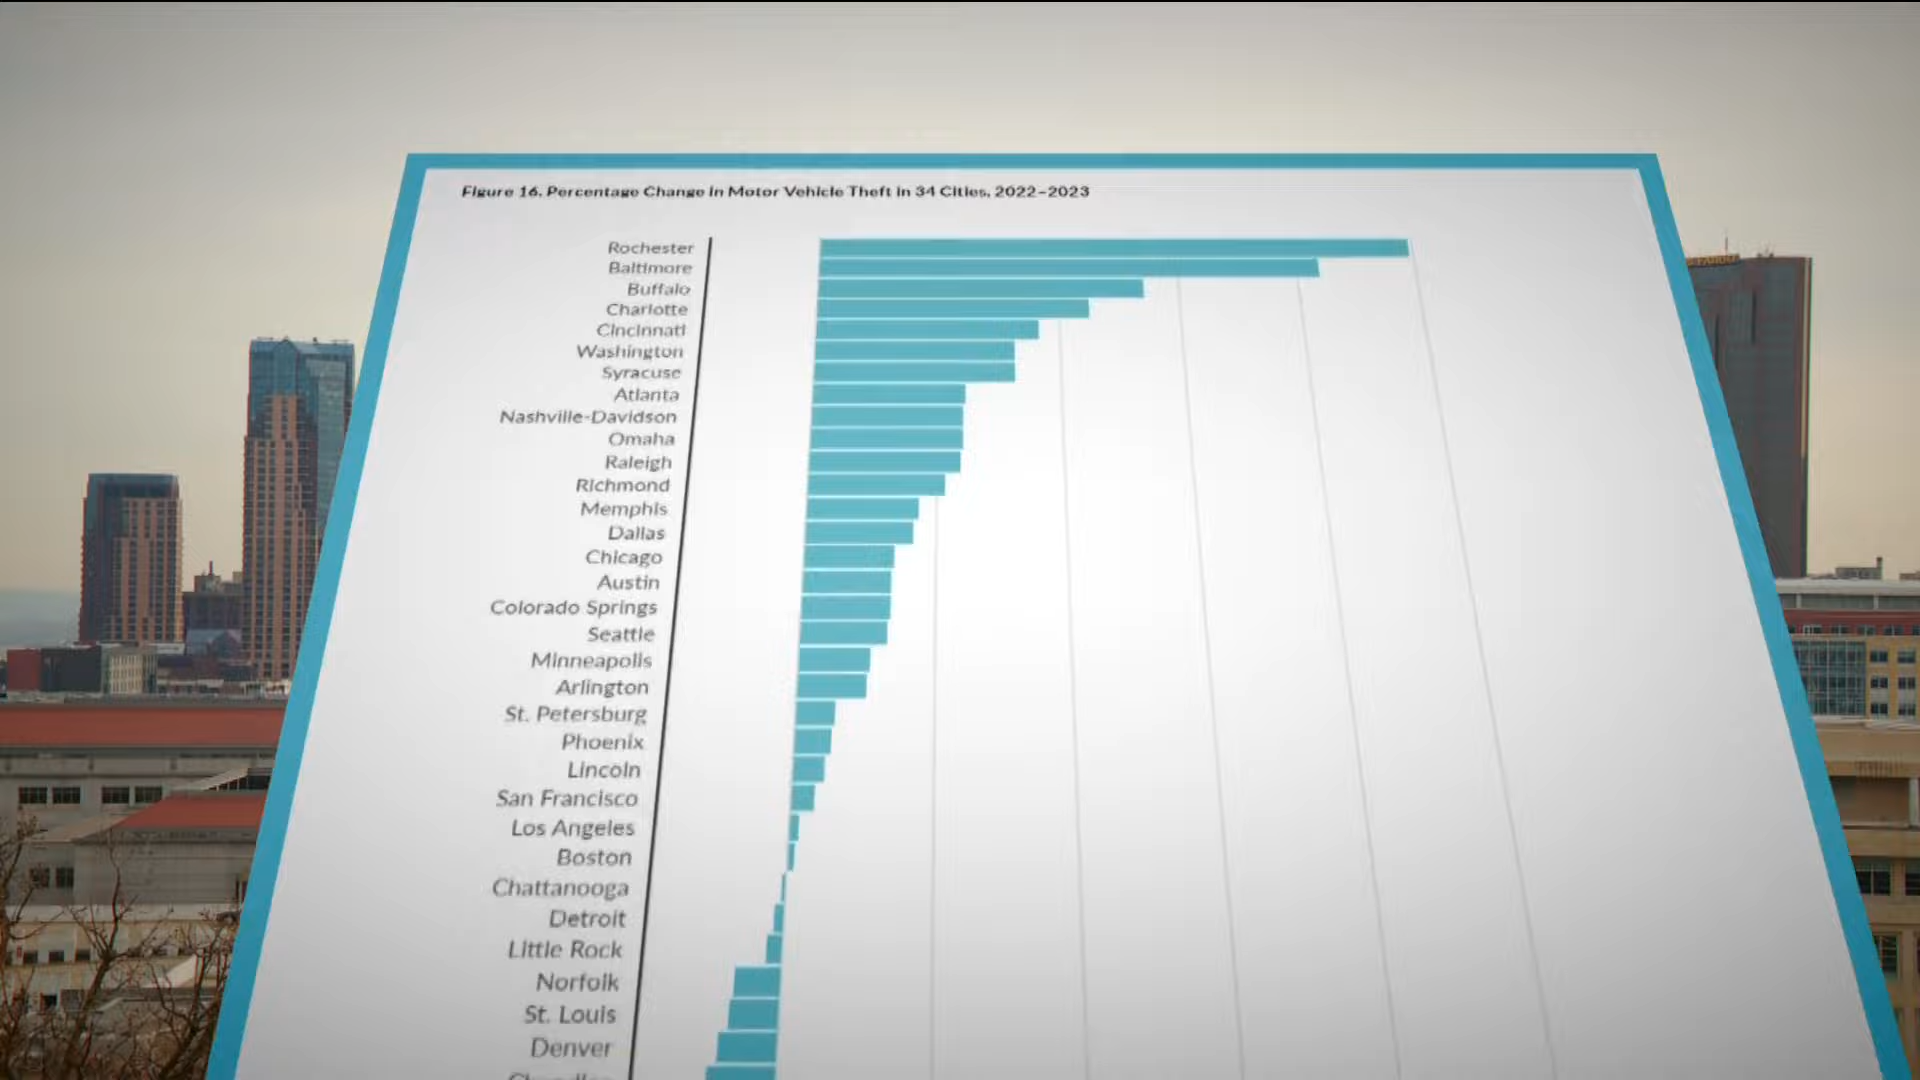 Figure 16. Percentage Change in Motor Vehicle Theft in 34 Cities, 2022–2023
Rochester
Baltimore
Buffalo
Charlotte
Cincinnati
Washington
Syracuse
Atlanta
Nashville-Davidson
Omaha
Raleigh
Richmond
Memphis
Dallas
Chicago
Austin
Colorado Springs
Seattle
Minneapolis
Arlington
St. Petersburg
Phoenix
Lincoln
San Francisco
Los Angeles
Boston
Chattanooga
Detroit
Little Rock
Norfolk
St. Louis
Denver